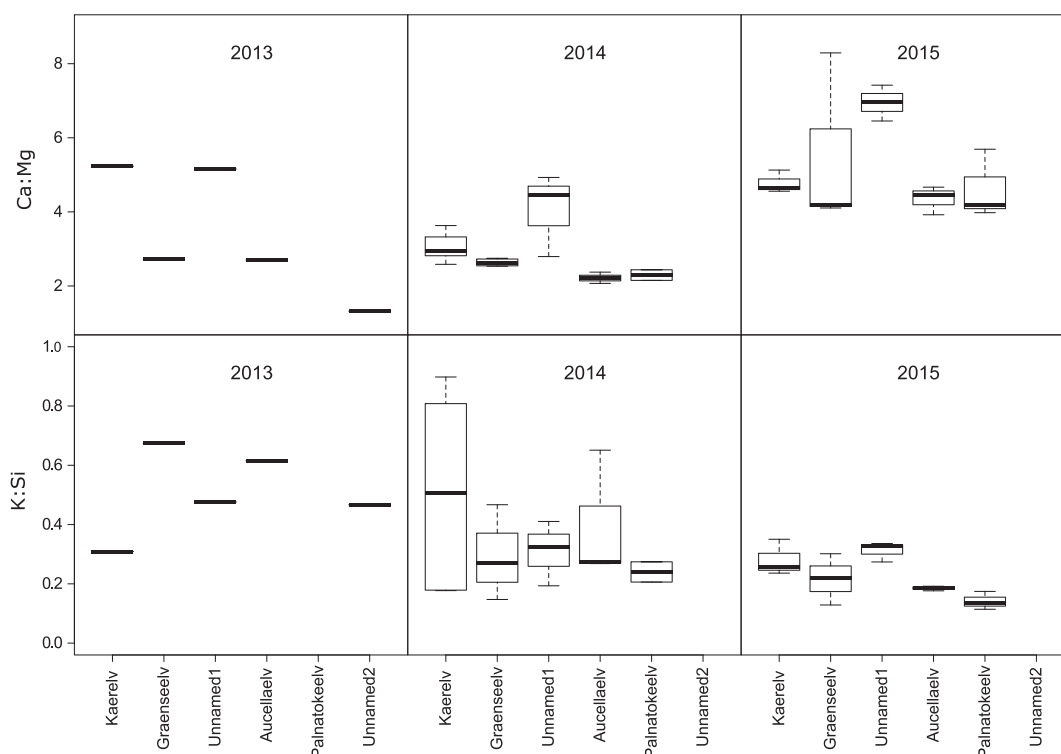 2013
2014
2015
Ca:Mg
8
6
4
2
2013
2014
2015
K:Si
1.0
0.8
0.6
0.4
0.2
0.0
Kaerelv
Graenseelv
Unnamed1
Aucellaelv
Palnatokeelv
Unnamed2
Kaerelv
Graenseelv
Unnamed1
Aucellaelv
Palnatokeelv
Unnamed2
Kaerelv
Graenseelv
Unnamed1
Aucellaelv
Palnatokeelv
Unnamed2